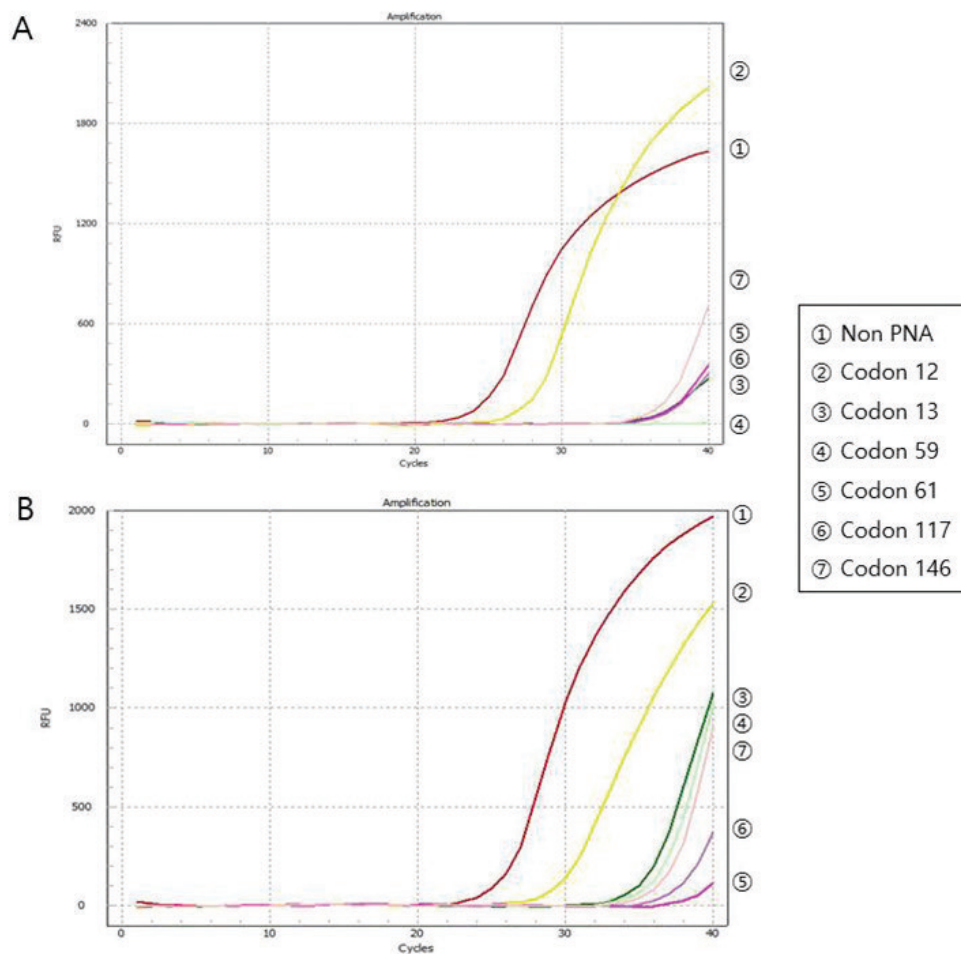 A
Amplification
2400
②
1800
①
RFU
1200
⑦
600
⑤
⑥
③
0
④
0
10
20
30
40
Cycles
B
Amplification
2000
①
1500
②
RFU
1000
③
④
⑦
500
⑥
⑤
0
0
10
20
30
40
Cycles
① Non PNA
② Codon 12
③ Codon 13
④ Codon 59
⑤ Codon 61
⑥ Codon 117
⑦ Codon 146